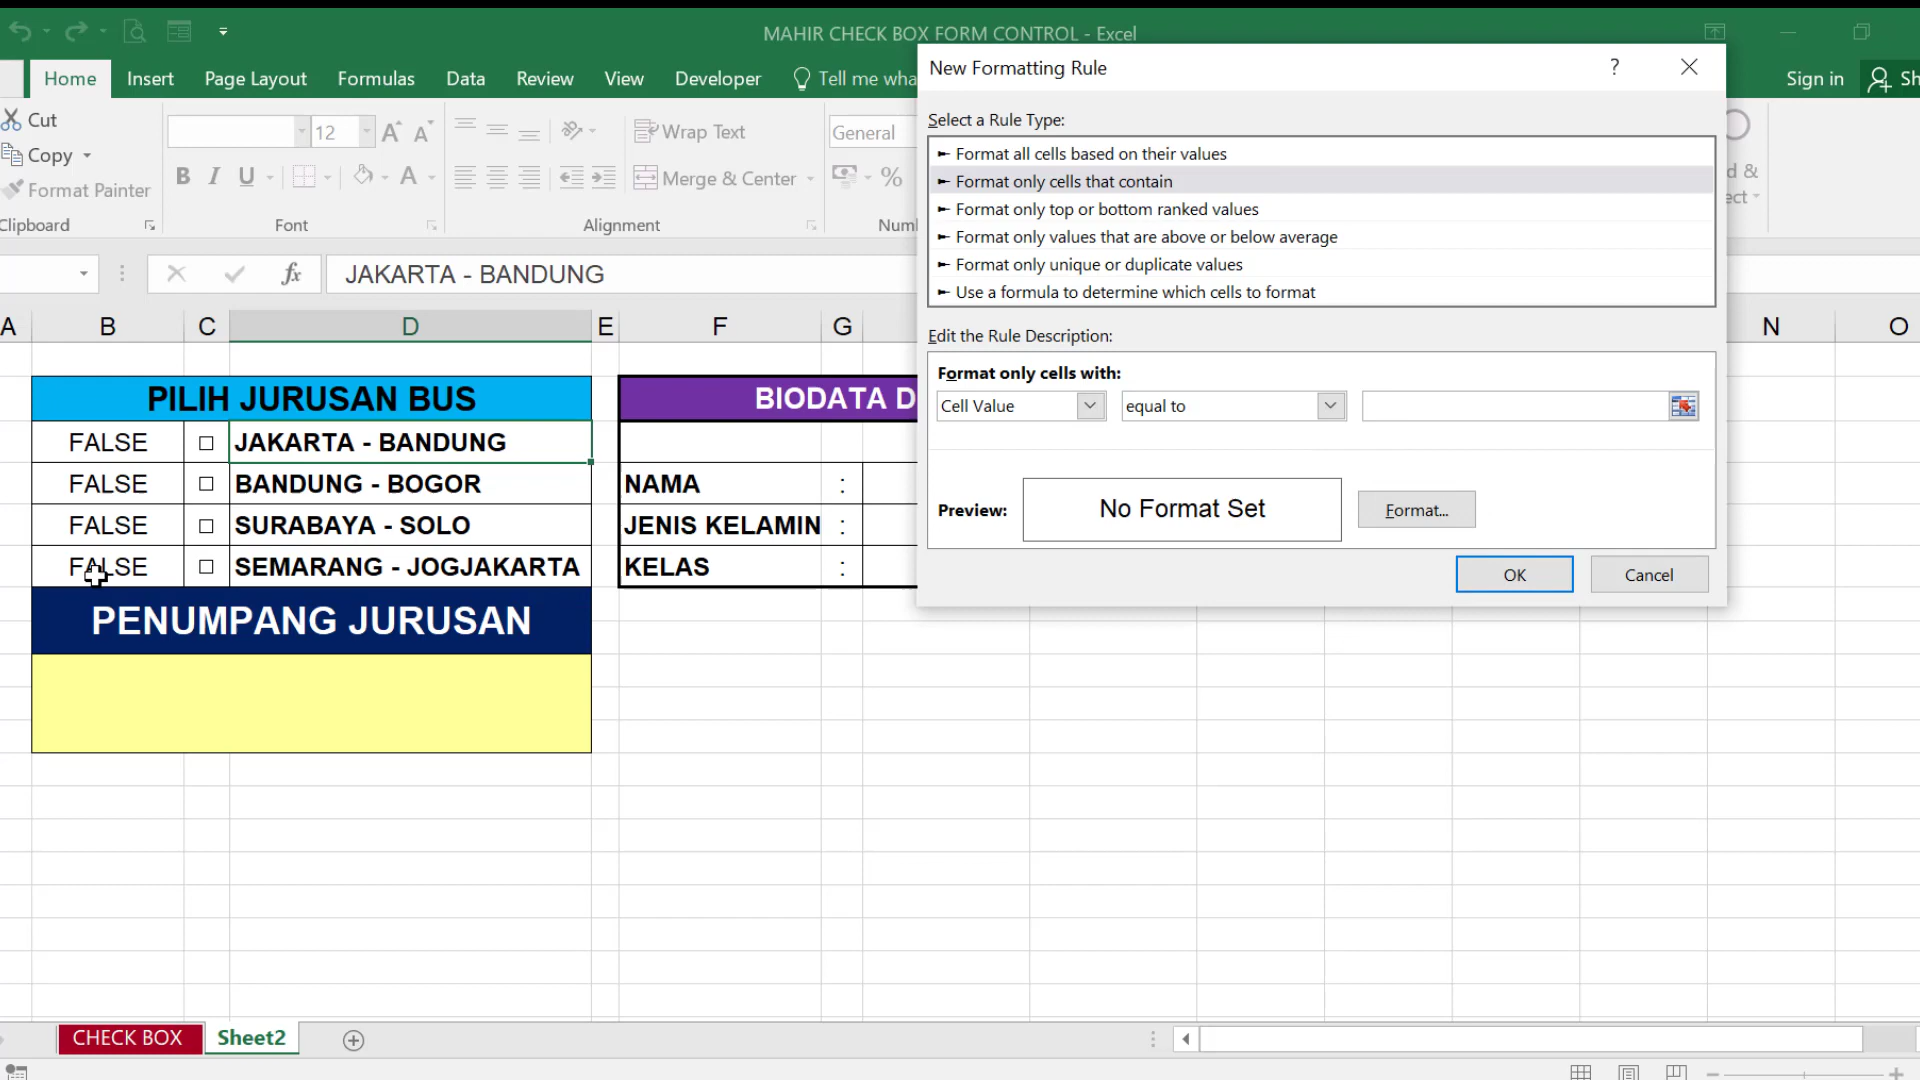 MAHIR CHECK BOX FORM CONTROL - Excel
Home Insert Page Layout Formulas Data Review View Developer Tell me wha Sign in Sh
Cut
Copy
Format Painter
Clipboard
12
B I U
A
Font
Wrap Text
Merge & Center
Alignment
General
%
Num
d &
ect
fx JAKARTA - BANDUNG
A B C D E F G N O
PILIH JURUSAN BUS
FALSE JAKARTA - BANDUNG
FALSE BANDUNG - BOGOR
FALSE SURABAYA - SOLO
FALSE SEMARANG - JOGJAKARTA
PENUMPANG JURUSAN
BIODATA D
NAMA :
JENIS KELAMIN :
KELAS :
New Formatting Rule
?
Select a Rule Type:
► Format all cells based on their values
► Format only cells that contain
► Format only top or bottom ranked values
► Format only values that are above or below average
► Format only unique or duplicate values
► Use a formula to determine which cells to format
Edit the Rule Description:
Format only cells with:
Cell Value equal to
Preview: No Format Set Format...
OK Cancel
CHECK BOX Sheet2